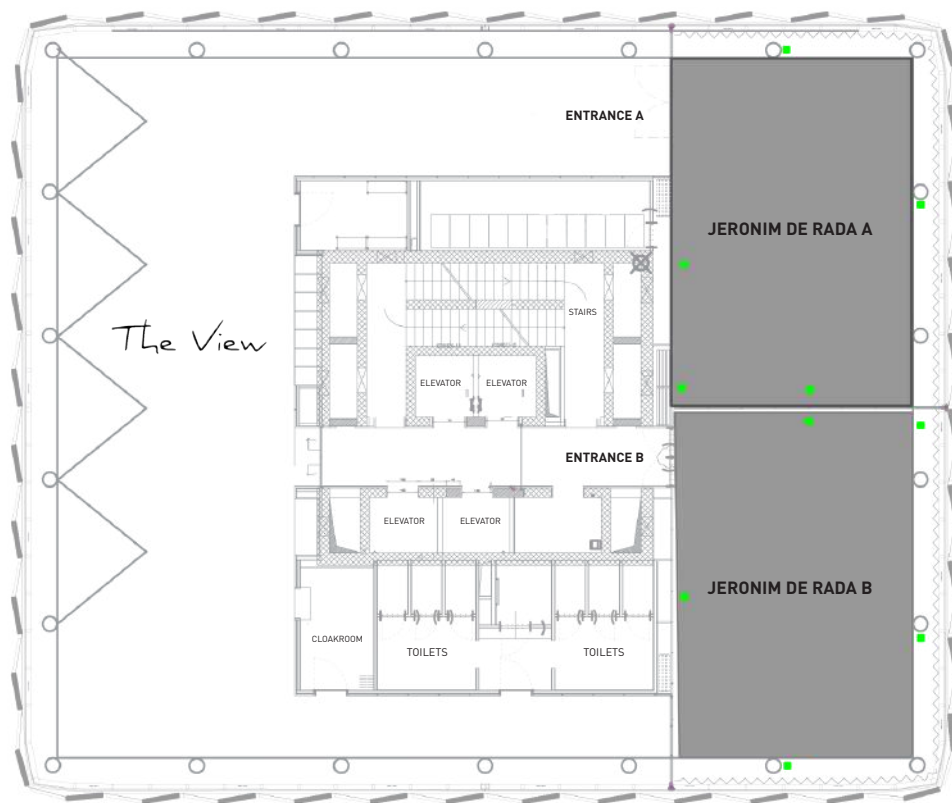 ENTRANCE A
JERONIM DE RADA A
STAIRS
The View
ELEVATOR
ELEVATOR
ENTRANCE B
ELEVATOR
ELEVATOR
JERONIM DE RADA B
CLOAKROOM
TOILETS
TOILETS